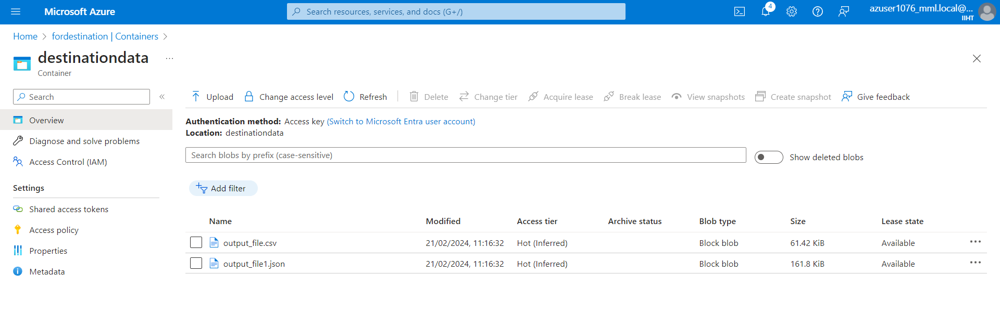 Microsoft Azure
Search resources, services, and docs (G+/)
4
azuser1076_mml.local@...
IIHT
Home > fordestination | Containers >
destinationdata ...
Container
Search «
Upload Change access level Refresh Delete Change tier Acquire lease Break lease View snapshots Create snapshot Give feedback
Overview
Diagnose and solve problems
Access Control (IAM)
Settings
Shared access tokens
Access policy
Properties
Metadata
Authentication method: Access key (Switch to Microsoft Entra user account)
Location: destinationdata
Search blobs by prefix (case-sensitive)
Show deleted blobs
Add filter
Name Modified Access tier Archive status Blob type Size Lease state
output_file.csv 21/02/2024, 11:16:32 Hot (Inferred) Block blob 61.42 KiB Available ...
output_file1.json 21/02/2024, 11:16:32 Hot (Inferred) Block blob 161.8 KiB Available ...